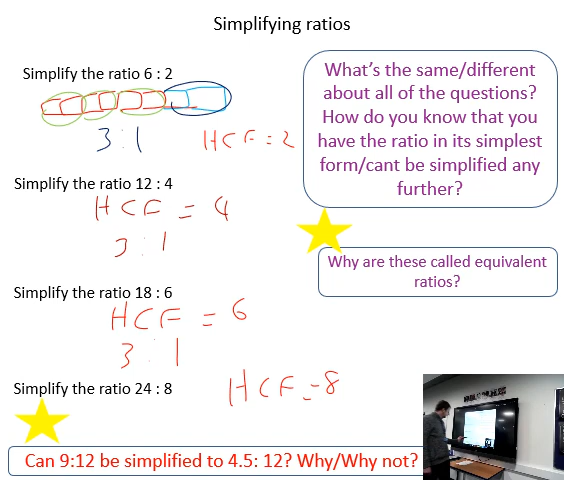 Simplifying ratios
Simplify the ratio 6 : 2
3 : 1
HCF = 2
Simplify the ratio 12 : 4
HCF = 4
3 : 1
Simplify the ratio 18 : 6
HCF = 6
3 : 1
Simplify the ratio 24 : 8
HCF = 8
What's the same/different
about all of the questions?
How do you know that you
have the ratio in its simplest
form/cant be simplified any
further?
Why are these called equivalent
ratios?
Can 9:12 be simplified to 4.5: 12? Why/Why not?